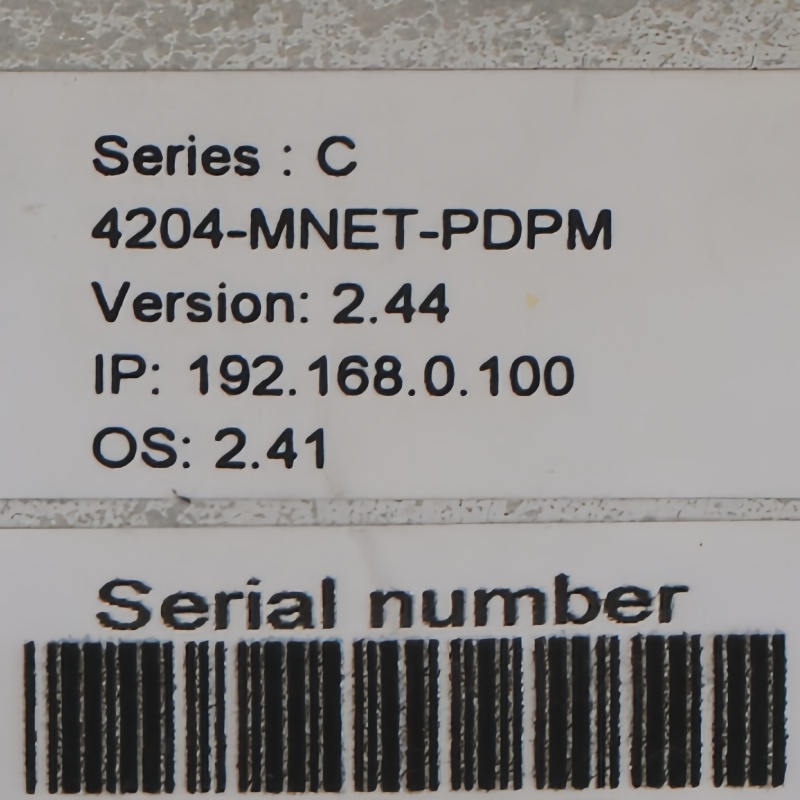 Series : C
4204-MNET-PDPM
Version: 2.44
IP: 192.168.0.100
OS: 2.41
Serial number